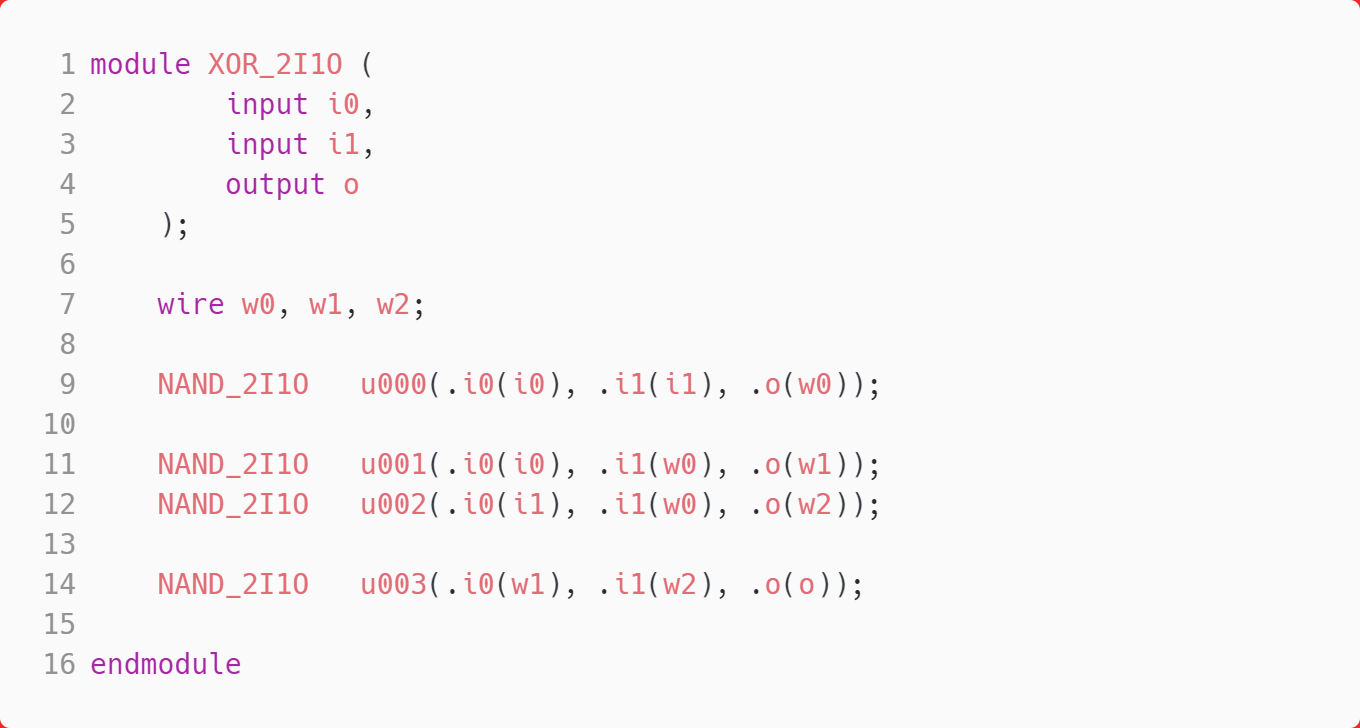 1 module XOR_2I1O (
2         input i0,
3         input i1,
4         output o
5     );
6
7     wire w0, w1, w2;
8
9     NAND_2I1O   u000(.i0(i0), .i1(i1), .o(w0));
10
11     NAND_2I1O   u001(.i0(i0), .i1(w0), .o(w1));
12     NAND_2I1O   u002(.i0(i1), .i1(w0), .o(w2));
13
14     NAND_2I1O   u003(.i0(w1), .i1(w2), .o(o));
15
16 endmodule